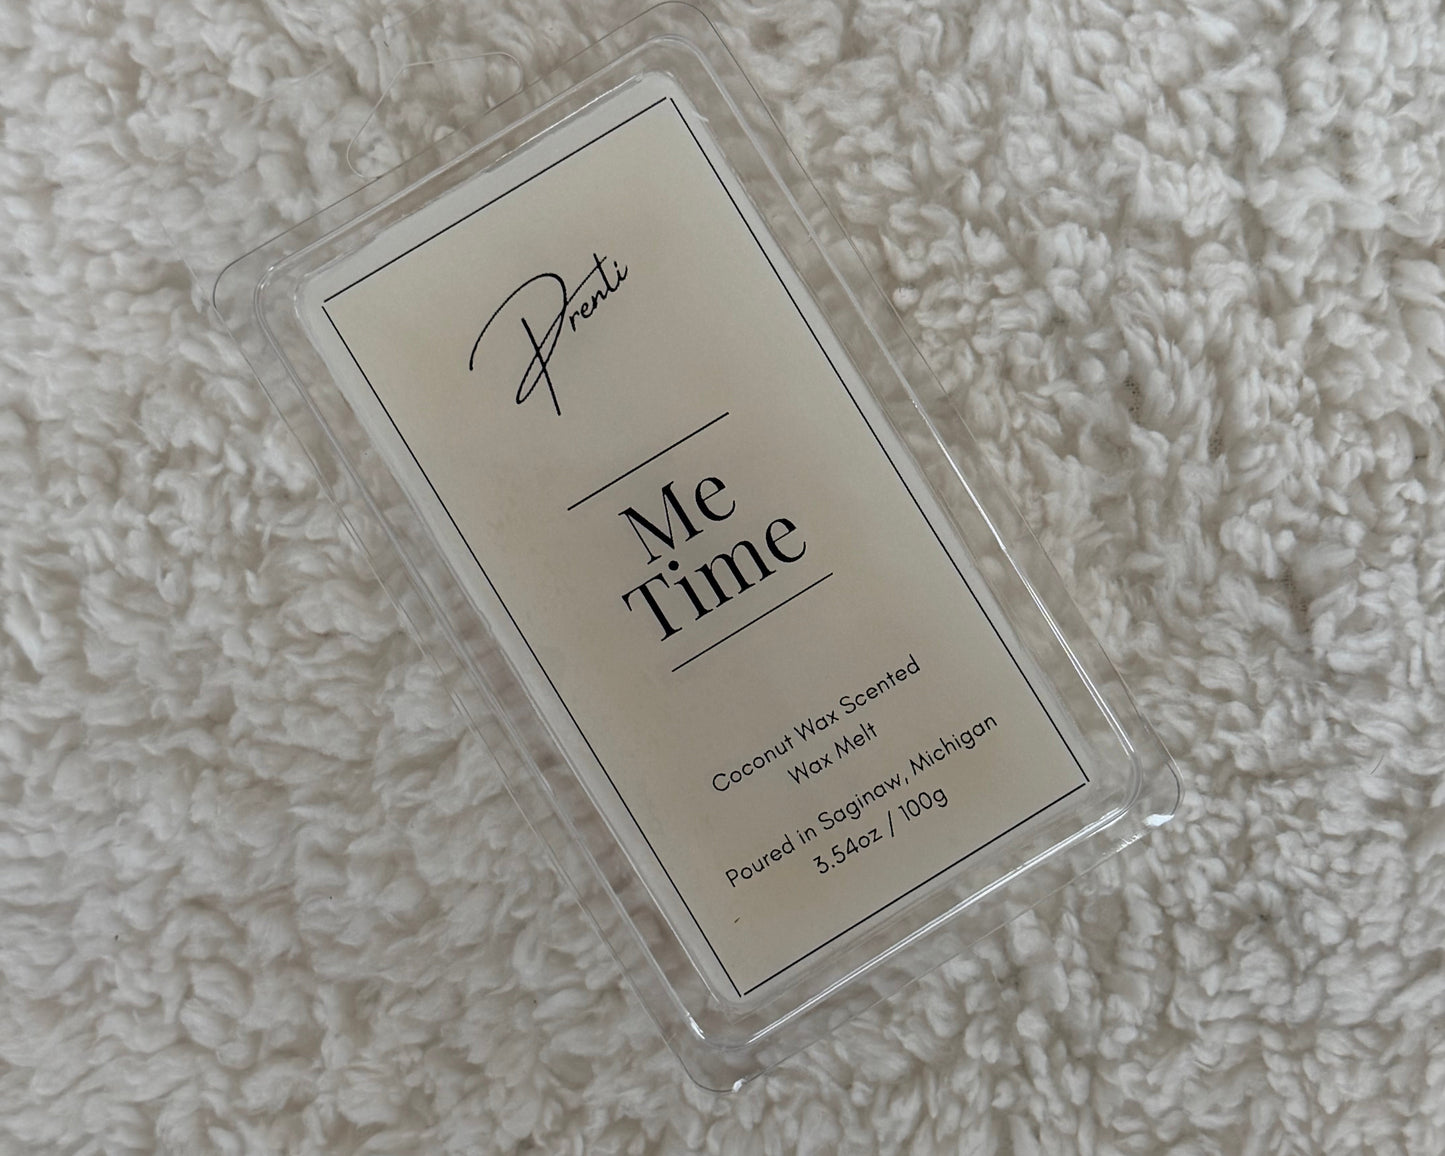 Prenti
Me
Time
Coconut Wax Scented
Wax Melt
Poured in Saginaw, Michigan
3.54oz / 100g